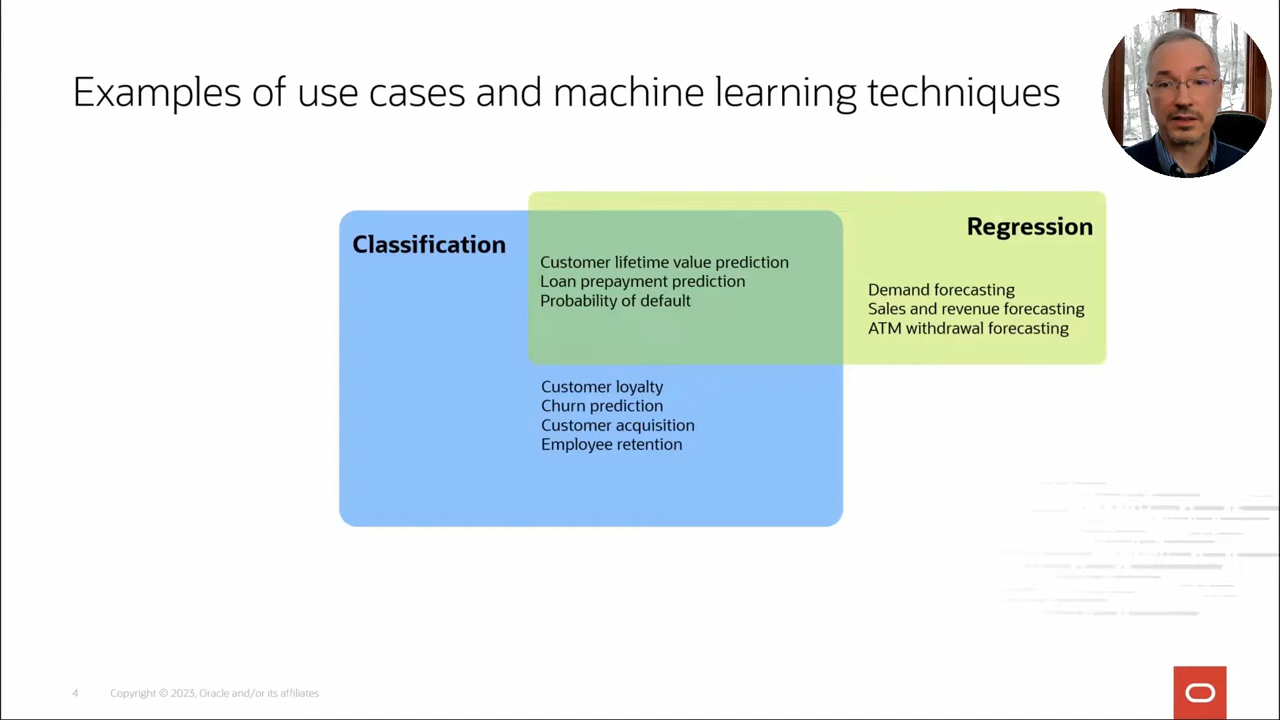 Examples of use cases and machine learning techniques
Classification
Customer lifetime value prediction
Loan prepayment prediction
Probability of default
Regression
Demand forecasting
Sales and revenue forecasting
ATM withdrawal forecasting
Customer loyalty
Churn prediction
Customer acquisition
Employee retention
4 Copyright © 2023, Oracle and/or its affiliates